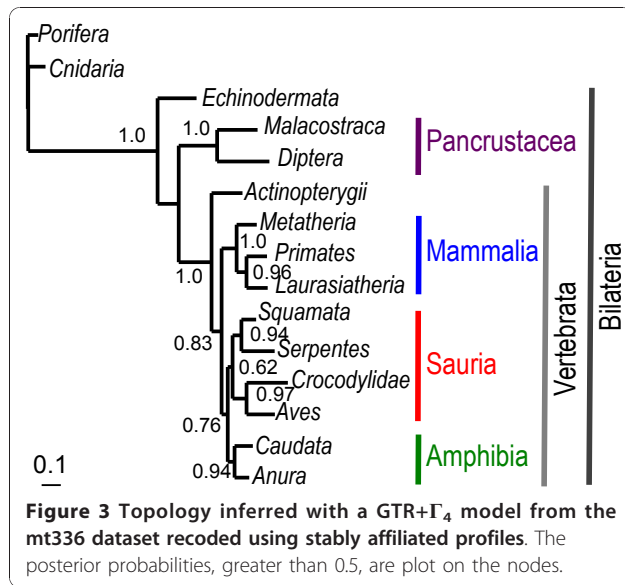 Porifera
Cnidaria
Echinodermata
1.0
1.0
Malacostraca
Diptera
Pancrustacea
Actinopterygii
Metatheria
1.0
Primates
Mammalia
1.0
0.96
Laurasiatheria
Squamata
0.83
0.94
Serpentes
0.62
Sauria
Crocodylidae
0.97
Aves
0.76
Caudata
Amphibia
0.94
Anura
Vertebrata
Bilateria
0.1
Figure 3 Topology inferred with a GTR+Γ4 model from the
mt336 dataset recoded using stably affiliated profiles. The
posterior probabilities, greater than 0.5, are plot on the nodes.